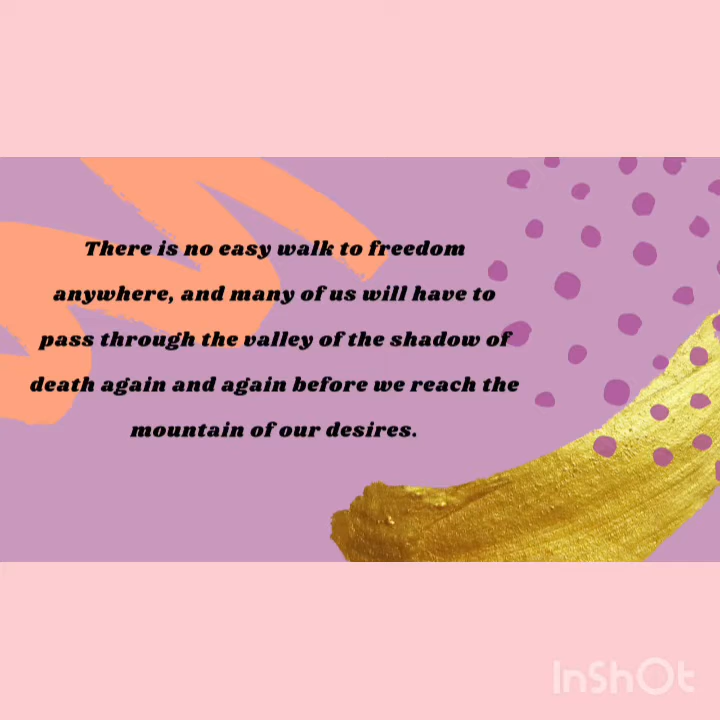 There is no easy walk to freedom
anywhere, and many of us will have to
pass through the valley of the shadow of
death again and again before we reach the
mountain of our desires.
InShOt